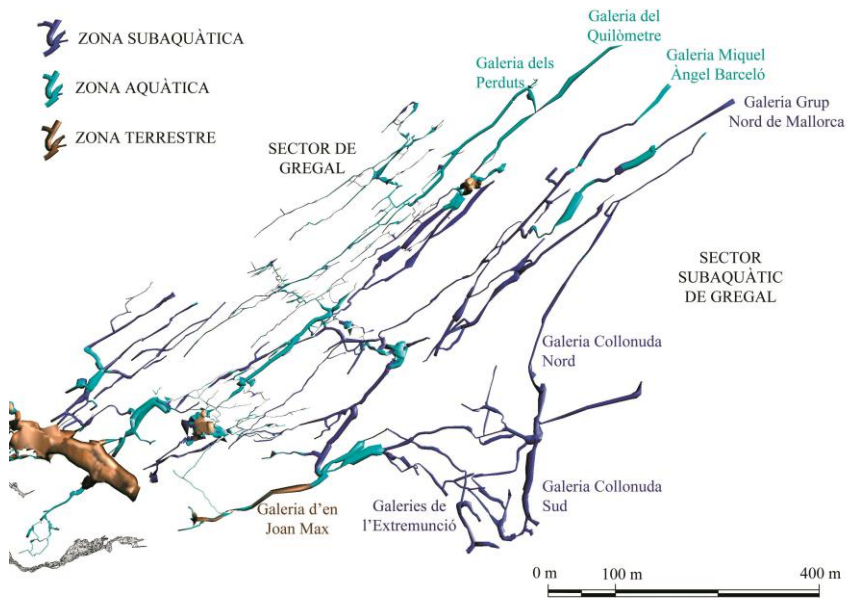 ZONA SUBAQUÀTICA
ZONA AQUÀTICA
ZONA TERRESTRE
Galeria del
Quilòmetre
Galeria dels
Perduts
Galeria Miquel
Àngel Barceló
Galeria Grup
Nord de Mallorca
SECTOR DE
GREGAL
SECTOR
SUBAQUÀTIC
DE GREGAL
Galeria Collonuda
Nord
Galeria Collonuda
Sud
Galeries de
l'Extremunció
Galeria d'en
Joan Max
0 m 100 m 400 m